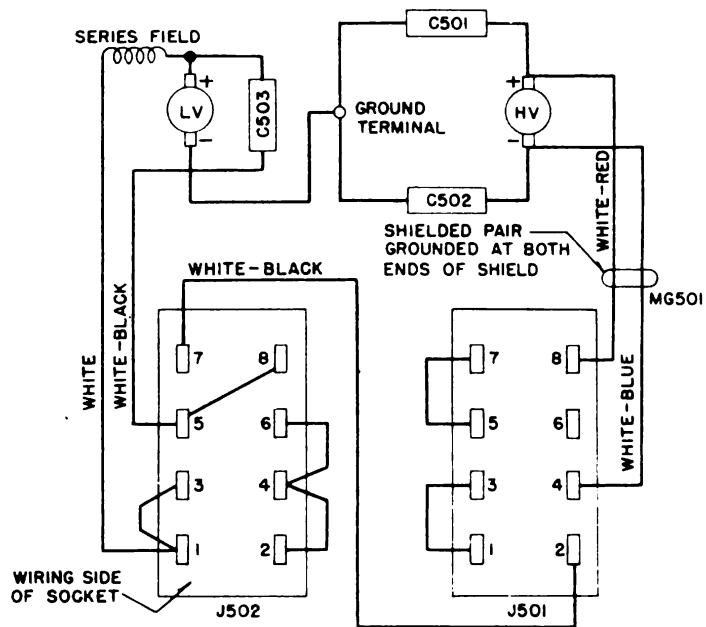 C501
SERIES FIELD
+
LV
-
C503
GROUND
TERMINAL
+
HV
-
C502
WHITE-RED
SHIELDED PAIR
GROUNDED AT BOTH
ENDS OF SHIELD
MG501
WHITE-BLACK
WHITE
WHITE-BLACK
WHITE-BLUE
7 8
5 6
3 4
1 2
7 8
5 6
3 4
1 2
WIRING SIDE
OF SOCKET
J502
J501